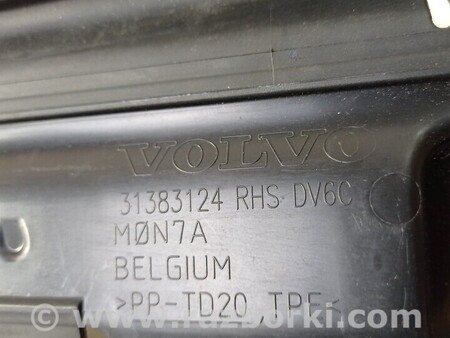 VOLVO
31383124 RHS DV6C
MØN7A
BELGIUM
>PP-TD20,TPE<
www.razborki.com